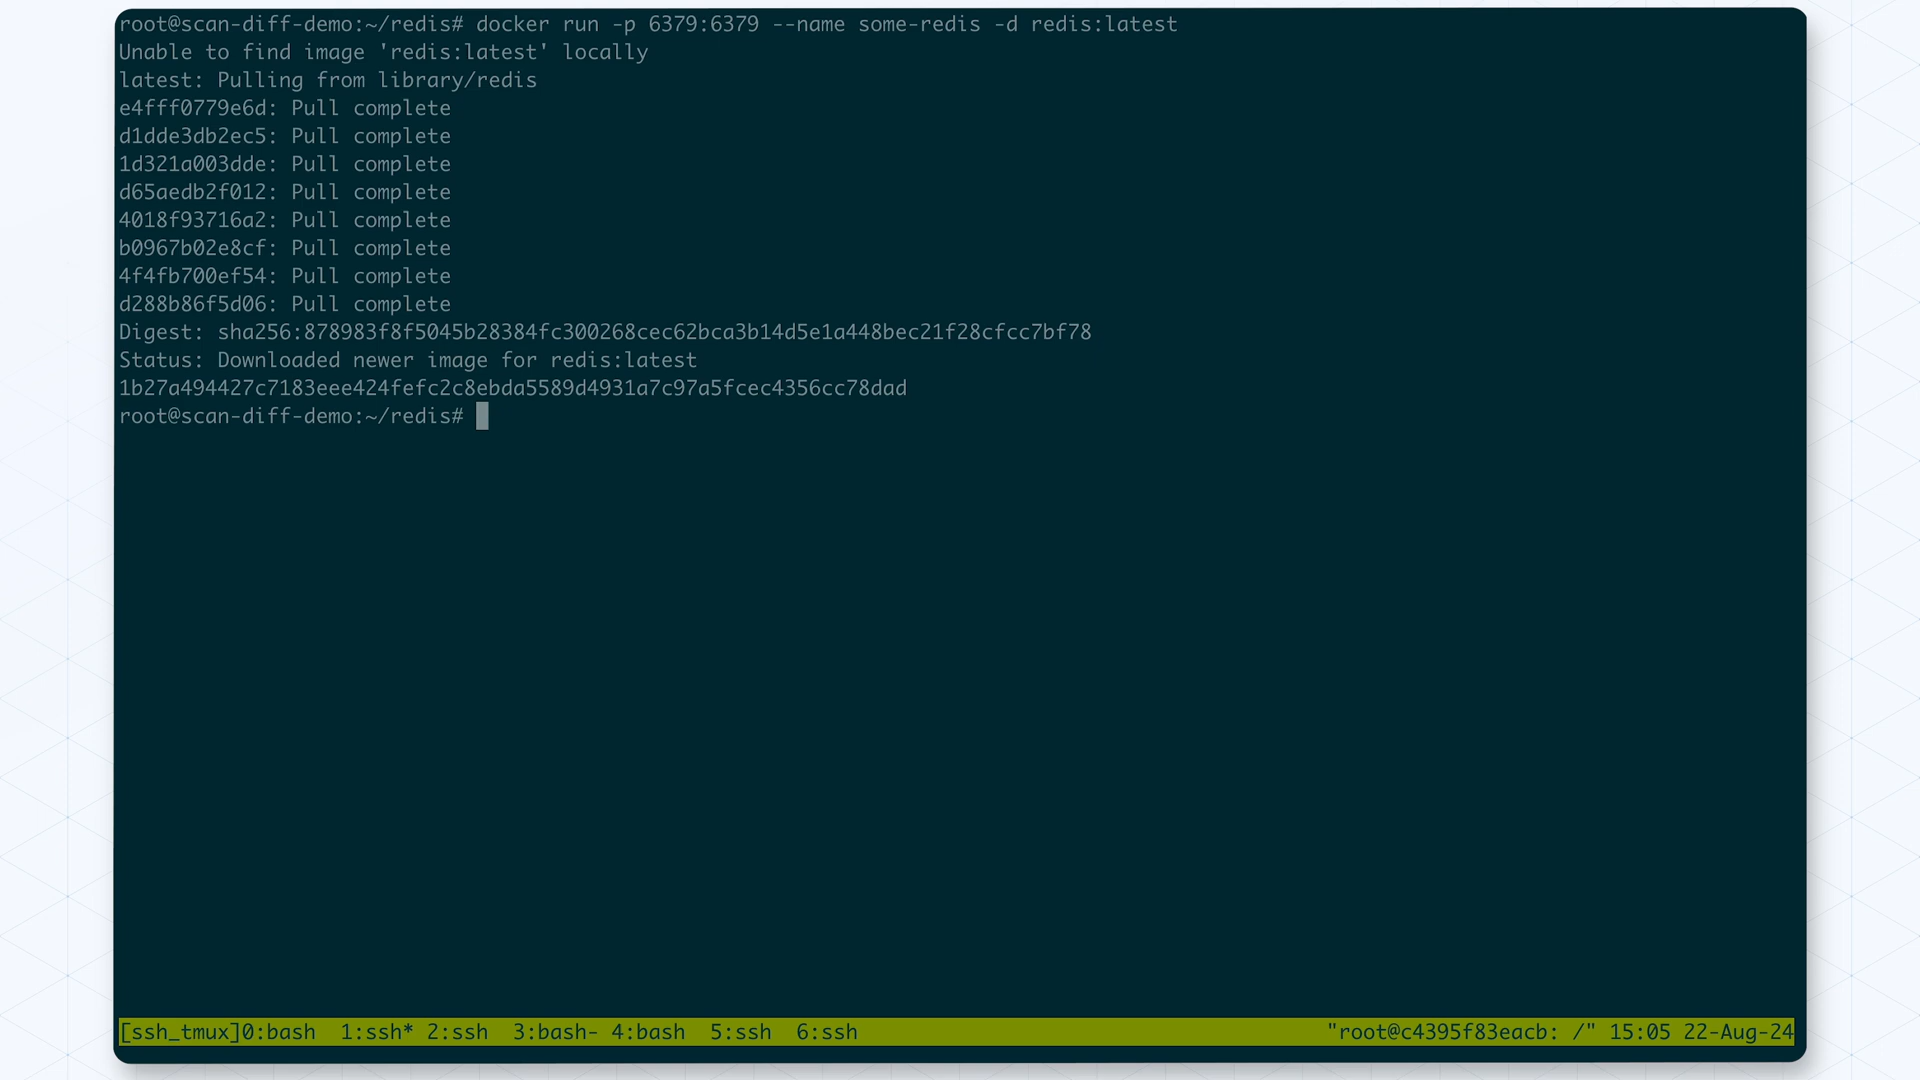 root@scan-diff-demo:~/redis# docker run -p 6379:6379 --name some-redis -d redis:latest
Unable to find image 'redis:latest' locally
latest: Pulling from library/redis
e4fff0779e6d: Pull complete
d1dde3db2ec5: Pull complete
1d321a003dde: Pull complete
d65aedb2f012: Pull complete
4018f93716a2: Pull complete
b0967b02e8cf: Pull complete
4f4fb700ef54: Pull complete
d288b86f5d06: Pull complete
Digest: sha256:878983f8f5045b28384fc300268cec62bca3b14d5e1a448bec21f28cfcc7bf78
Status: Downloaded newer image for redis:latest
1b27a494427c7183eee424fefc2c8ebda5589d4931a7c97a5fcec4356cc78dad
root@scan-diff-demo:~/redis#
[ssh_tmux]0:bash  1:ssh* 2:ssh  3:bash- 4:bash  5:ssh  6:ssh "root@c4395f83eacb: /" 15:05 22-Aug-24